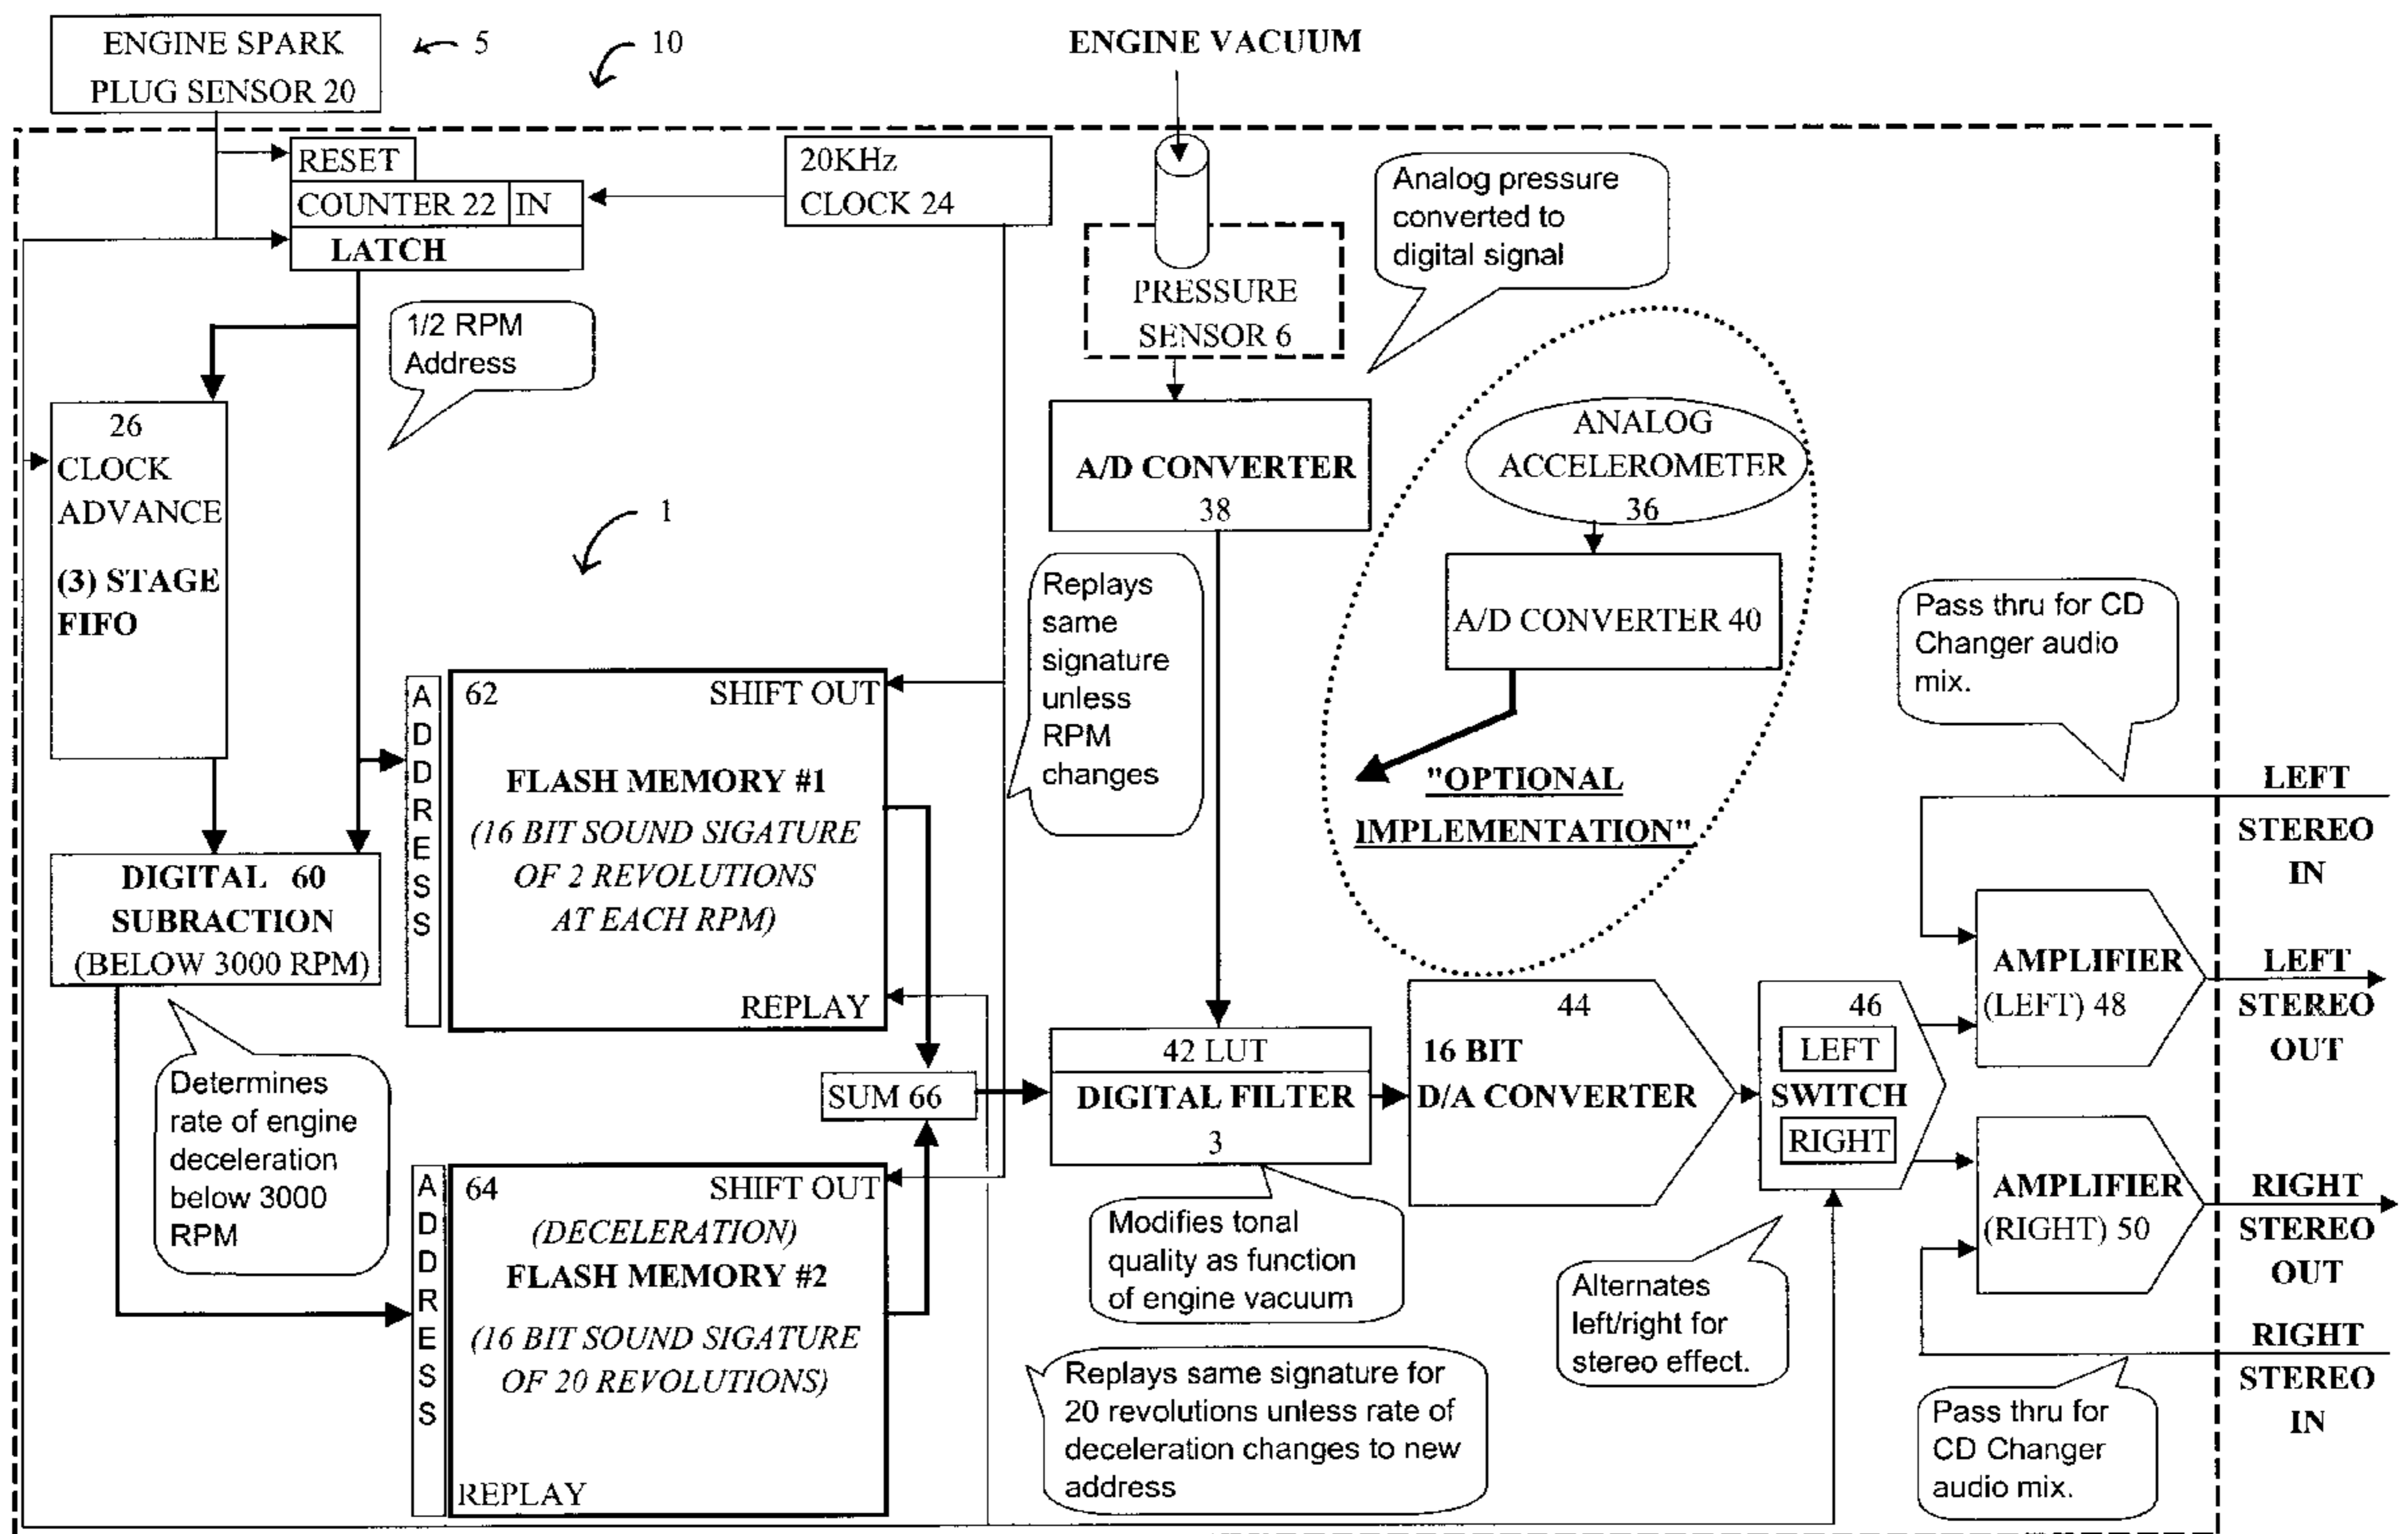 ENGINE SPARK
PLUG SENSOR 20
5
10
ENGINE VACUUM
RESET
COUNTER 22 IN
LATCH
20KHz
CLOCK 24
Analog pressure
converted to
digital signal
PRESSURE
SENSOR 6
1/2 RPM
Address
26
CLOCK
ADVANCE
(3) STAGE
FIFO
1
A/D CONVERTER
38
ANALOG
ACCELEROMETER
36
A/D CONVERTER 40
"OPTIONAL
IMPLEMENTATION"
Replays
same
signature
unless
RPM
changes
Pass thru for CD
Changer audio
mix.
ADDRESS
62
SHIFT OUT
FLASH MEMORY #1
(16 BIT SOUND SIGATURE
OF 2 REVOLUTIONS
AT EACH RPM)
REPLAY
DIGITAL 60
SUBRACTION
(BELOW 3000 RPM)
Determines
rate of engine
deceleration
below 3000
RPM
SUM 66
42 LUT
DIGITAL FILTER
3
44
16 BIT
D/A CONVERTER
46
LEFT
SWITCH
RIGHT
LEFT
STEREO
IN
AMPLIFIER
(LEFT) 48
LEFT
STEREO
OUT
AMPLIFIER
(RIGHT) 50
RIGHT
STEREO
OUT
RIGHT
STEREO
IN
ADDRESS
64
SHIFT OUT
(DECELERATION)
FLASH MEMORY #2
(16 BIT SOUND SIGATURE
OF 20 REVOLUTIONS)
REPLAY
Modifies tonal
quality as function
of engine vacuum
Replays same signature for
20 revolutions unless rate of
deceleration changes to new
address
Alternates
left/right for
stereo effect.
Pass thru for
CD Changer
audio mix.